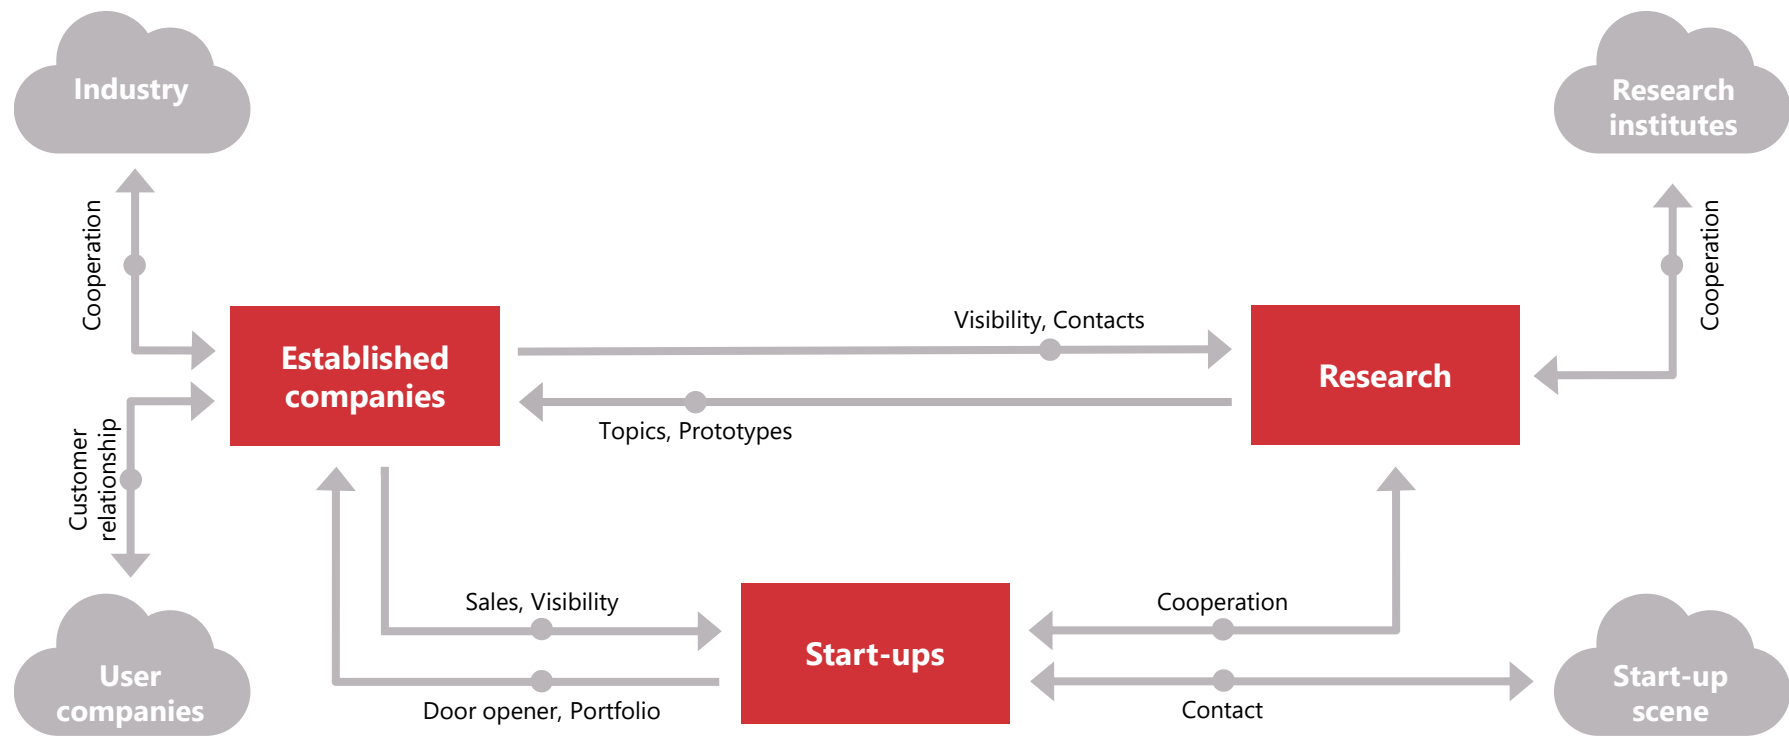 Industry
Research
institutes
Cooperation
Cooperation
Established
companies
Visibility, Contacts
Research
Topics, Prototypes
Customer
relationship
Sales, Visibility
Start-ups
Cooperation
User
companies
Door opener, Portfolio
Contact
Start-up
scene